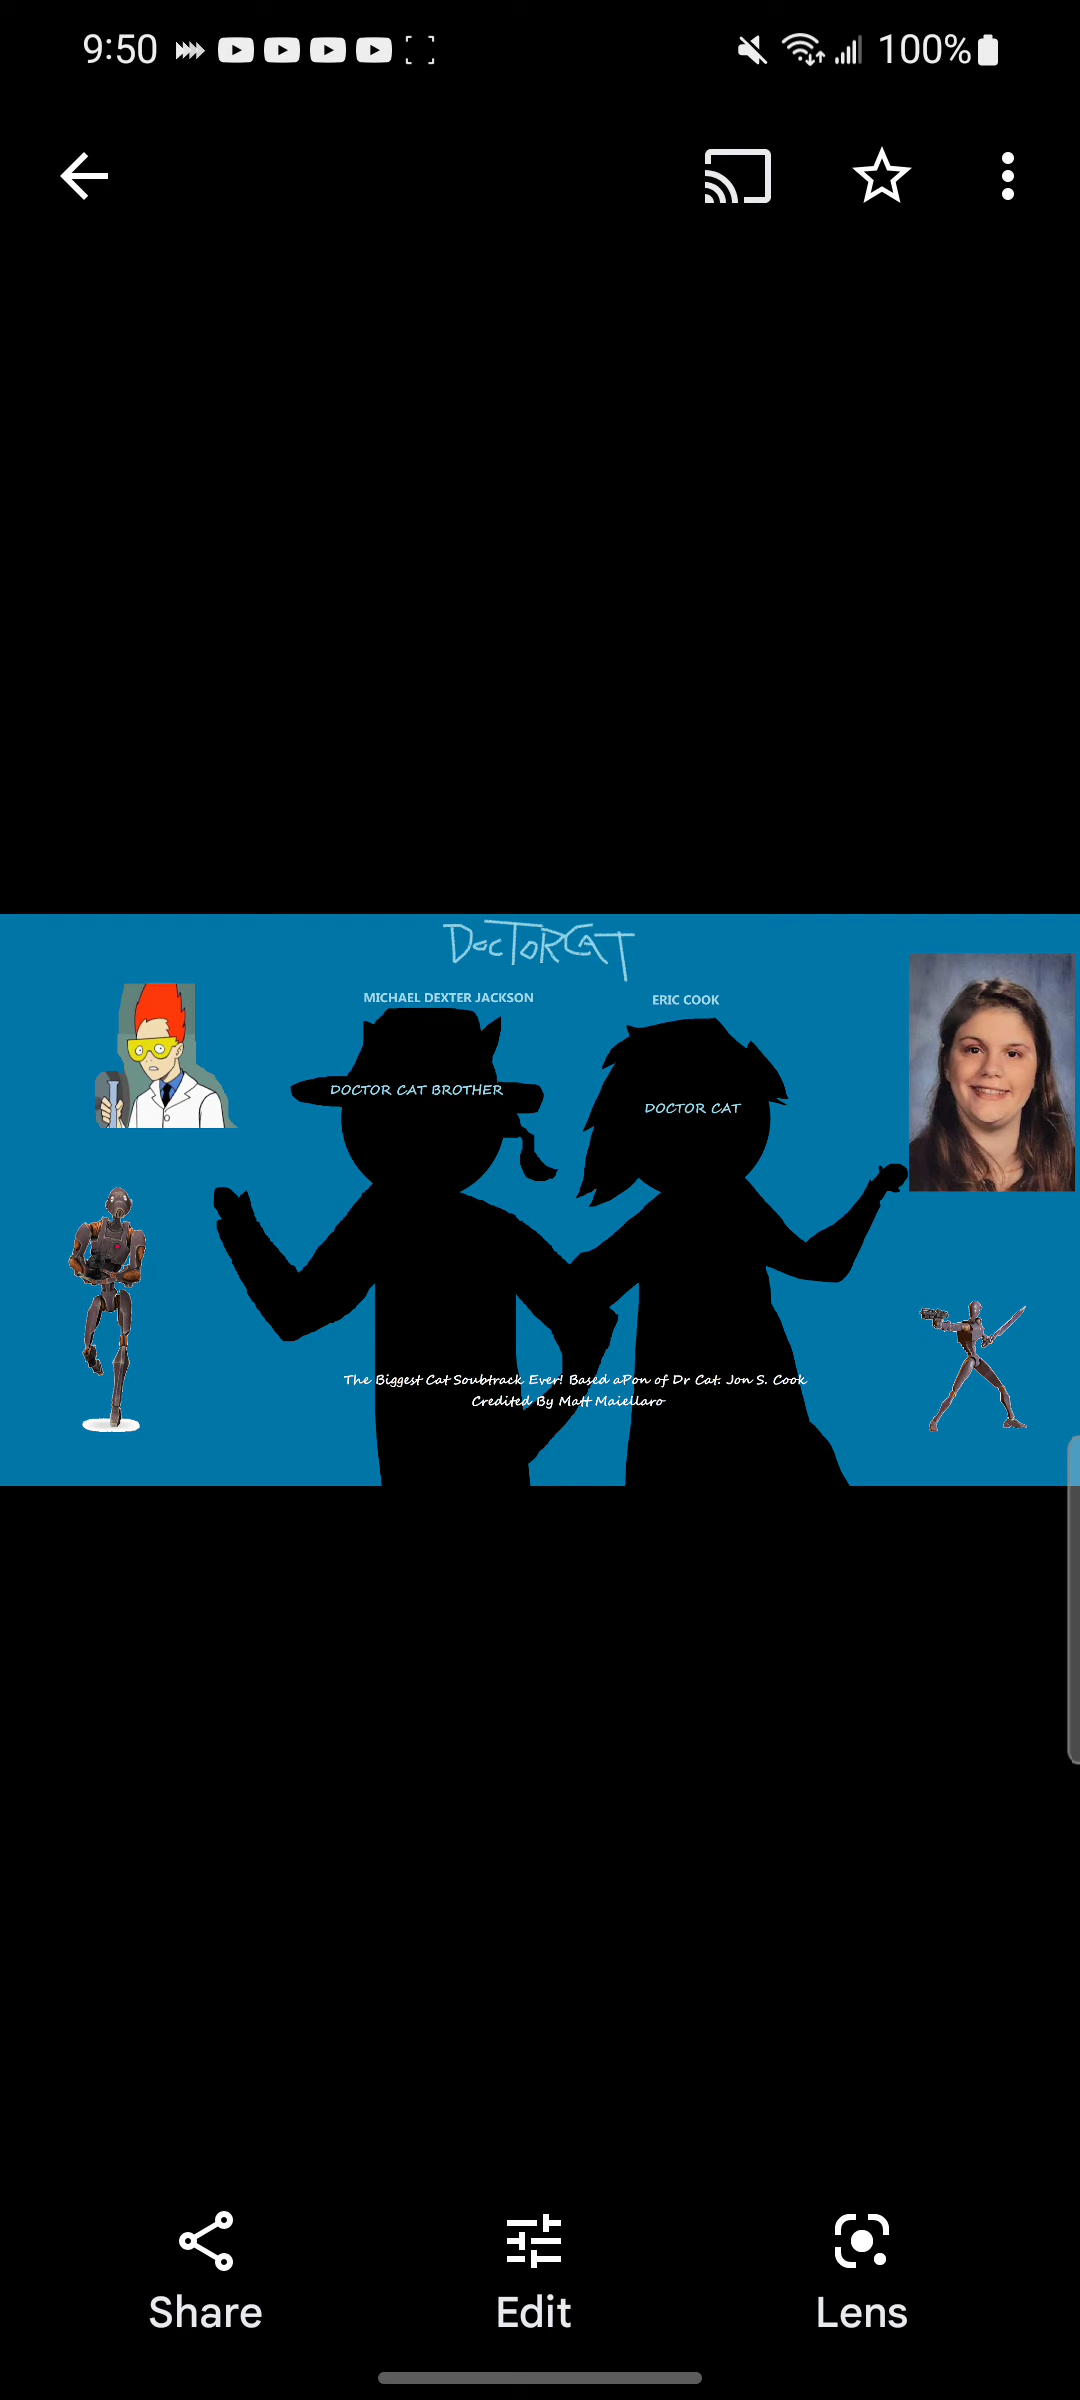 9:50
100%
DOCTORCAT
MICHAEL DEXTER JACKSON
ERIC COOK
DOCTOR CAT BROTHER
DOCTOR CAT
The Biggest Cat Soubtrack Ever! Based aPon of Dr Cat: Jon S. Cook
Credited By Matt Maiellaro
Share
Edit
Lens